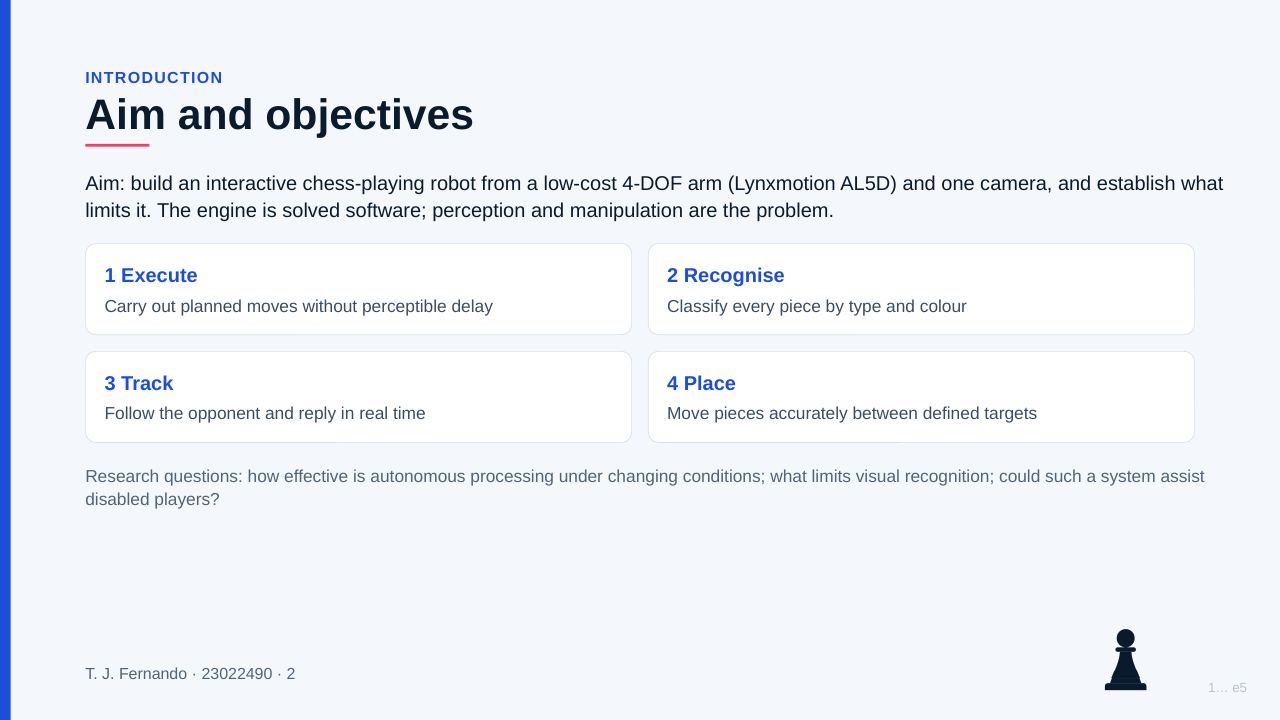 INTRODUCTION
Aim and objectives
Aim: build an interactive chess-playing robot from a low-cost 4-DOF arm (Lynxmotion AL5D) and one camera, and establish what
limits it. The engine is solved software; perception and manipulation are the problem.
1 Execute
Carry out planned moves without perceptible delay
2 Recognise
Classify every piece by type and colour
3 Track
Follow the opponent and reply in real time
4 Place
Move pieces accurately between defined targets
Research questions: how effective is autonomous processing under changing conditions; what limits visual recognition; could such a system assist
disabled players?
T. J. Fernando · 23022490 · 2
1… e5